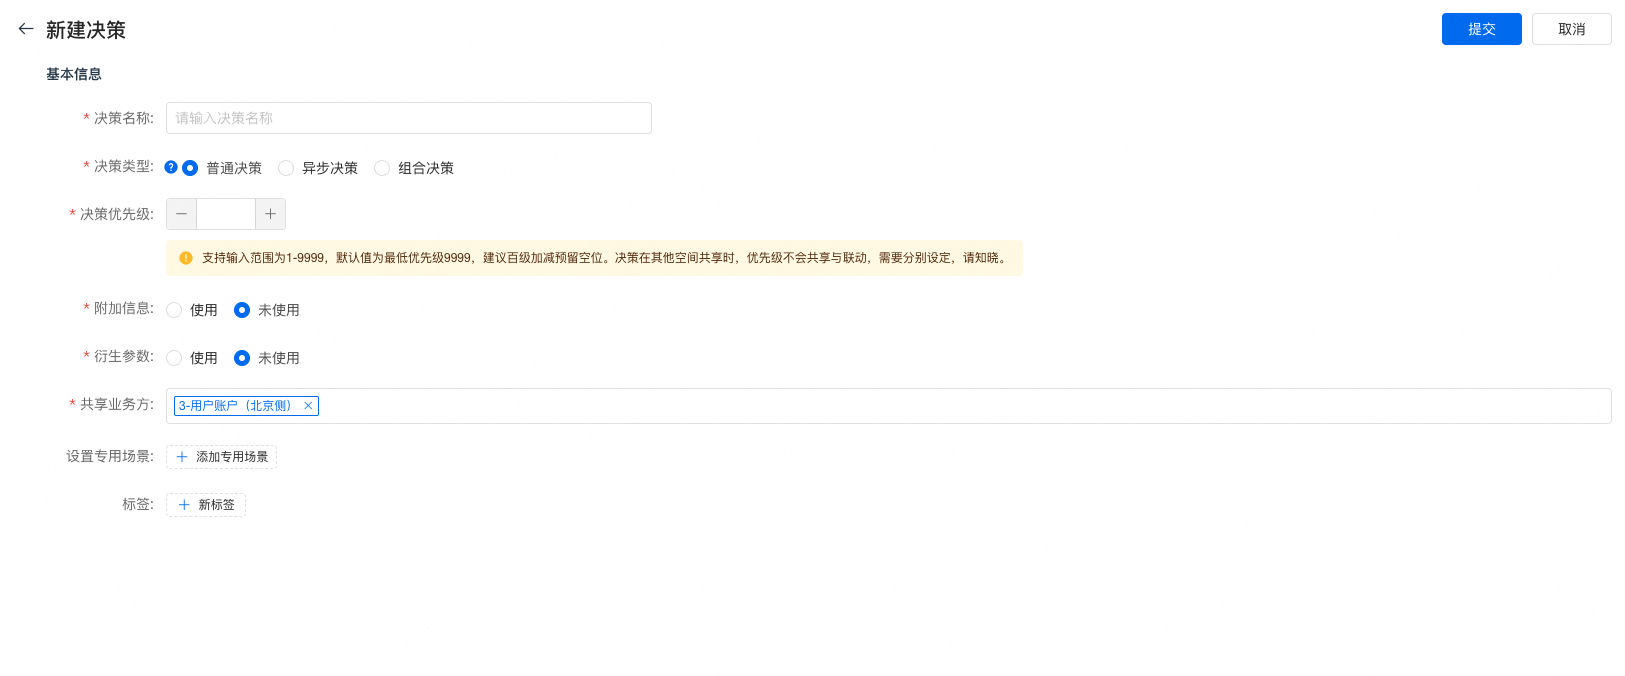 新建决策
提交
取消
基本信息
* 决策名称:
请输入决策名称
* 决策类型:
? 普通决策 异步决策 组合决策
* 决策优先级:
支持输入范围为1-9999，默认值为最低优先级9999，建议百级加减预留空位。决策在其他空间共享时，优先级不会共享与联动，需要分别设定，请知晓。
* 附加信息:
使用 未使用
* 衍生参数:
使用 未使用
* 共享业务方:
3-用户账户（北京侧）
设置专用场景:
添加专用场景
标签:
新标签